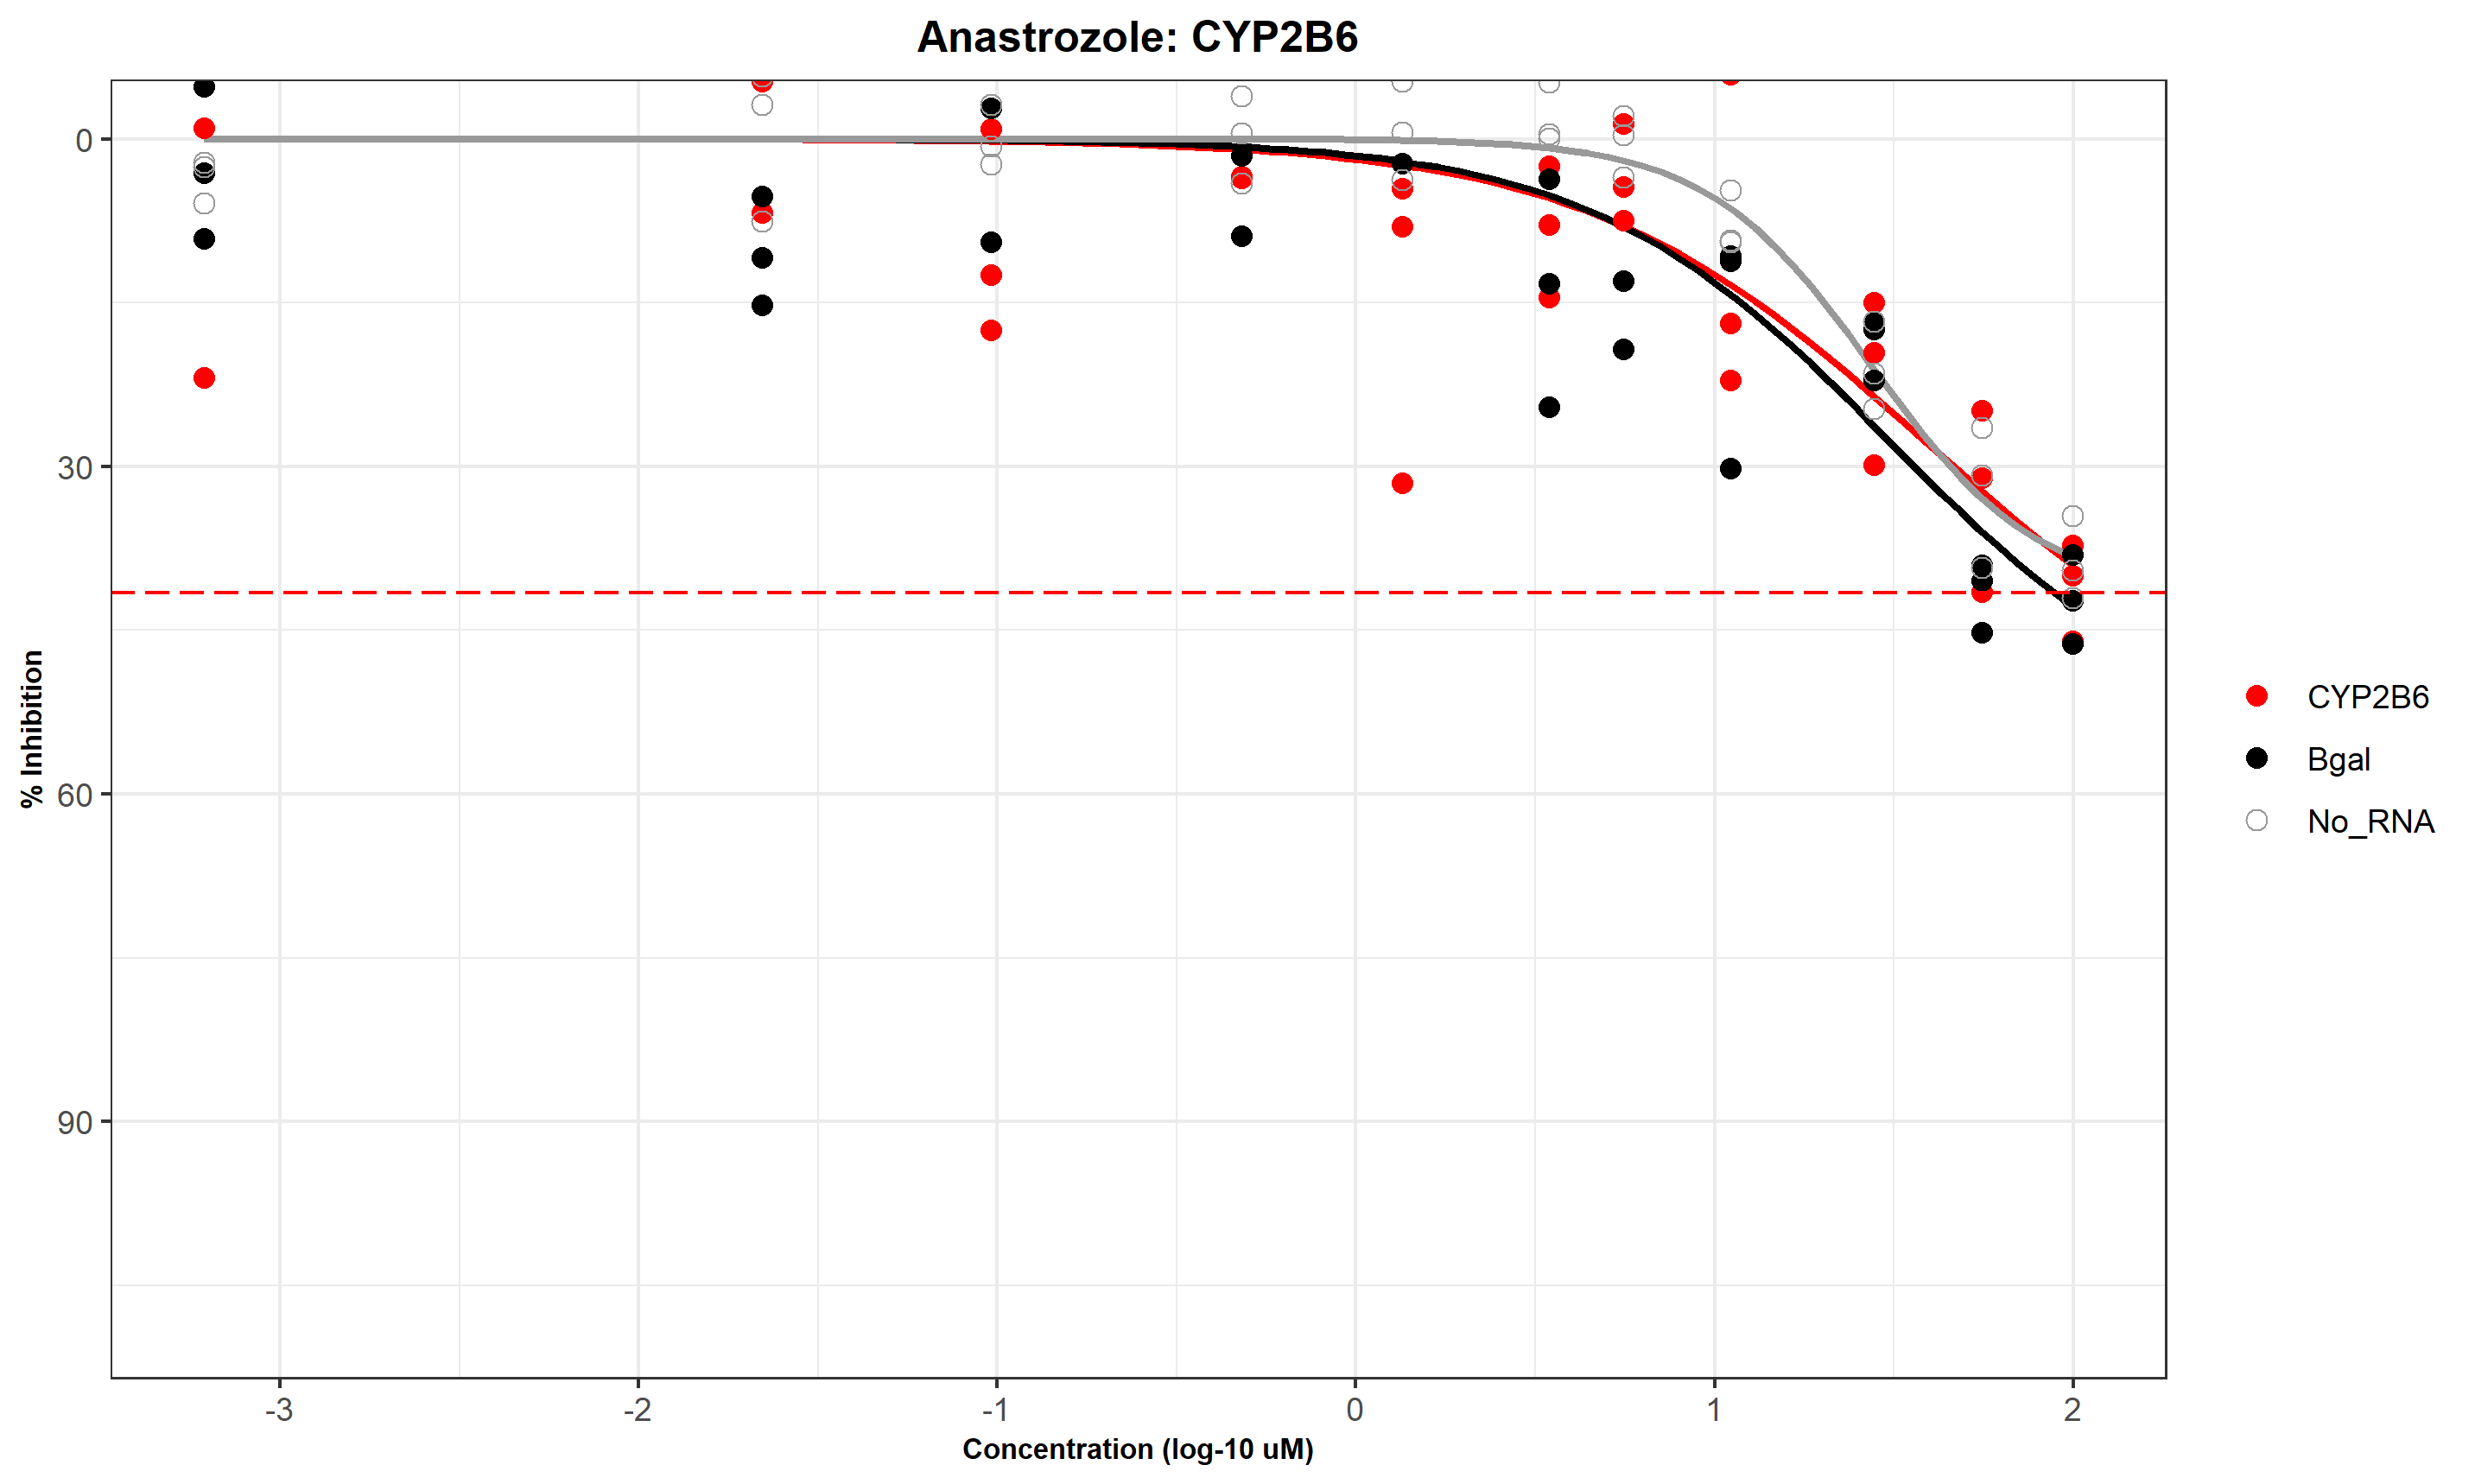 Anastrozole: CYP2B6
% Inhibition
0
30
60
90
-3
-2
-1
0
1
2
Concentration (log-10 uM)
CYP2B6
Bgal
No_RNA